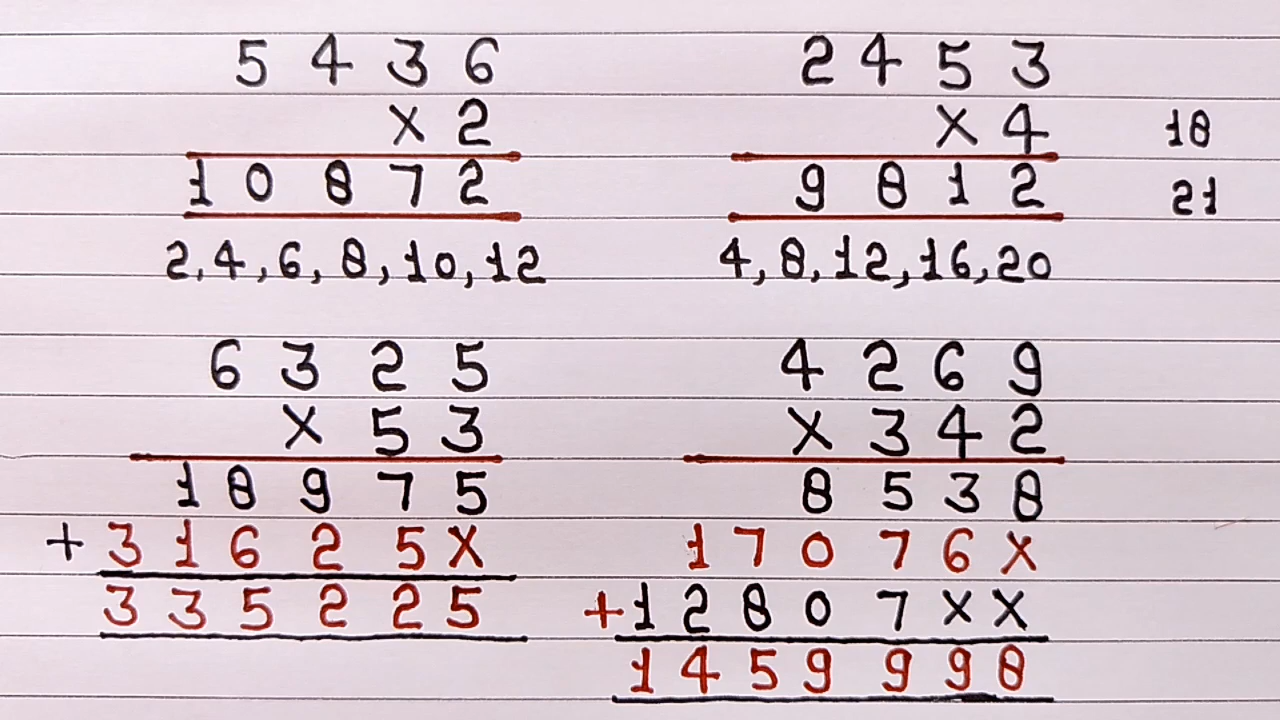 5 4 3 6
× 2
1 0 8 7 2
2, 4, 6, 8, 10, 12
2 4 5 3
× 4
9 8 1 2
4, 8, 12, 16, 20
18
21
6 3 2 5
× 5 3
1 8 9 7 5
+ 3 1 6 2 5 ×
3 3 5 2 2 5
4 2 6 9
× 3 4 2
8 5 3 8
1 7 0 7 6 ×
+ 1 2 8 0 7 × ×
1 4 5 9 9 9 8